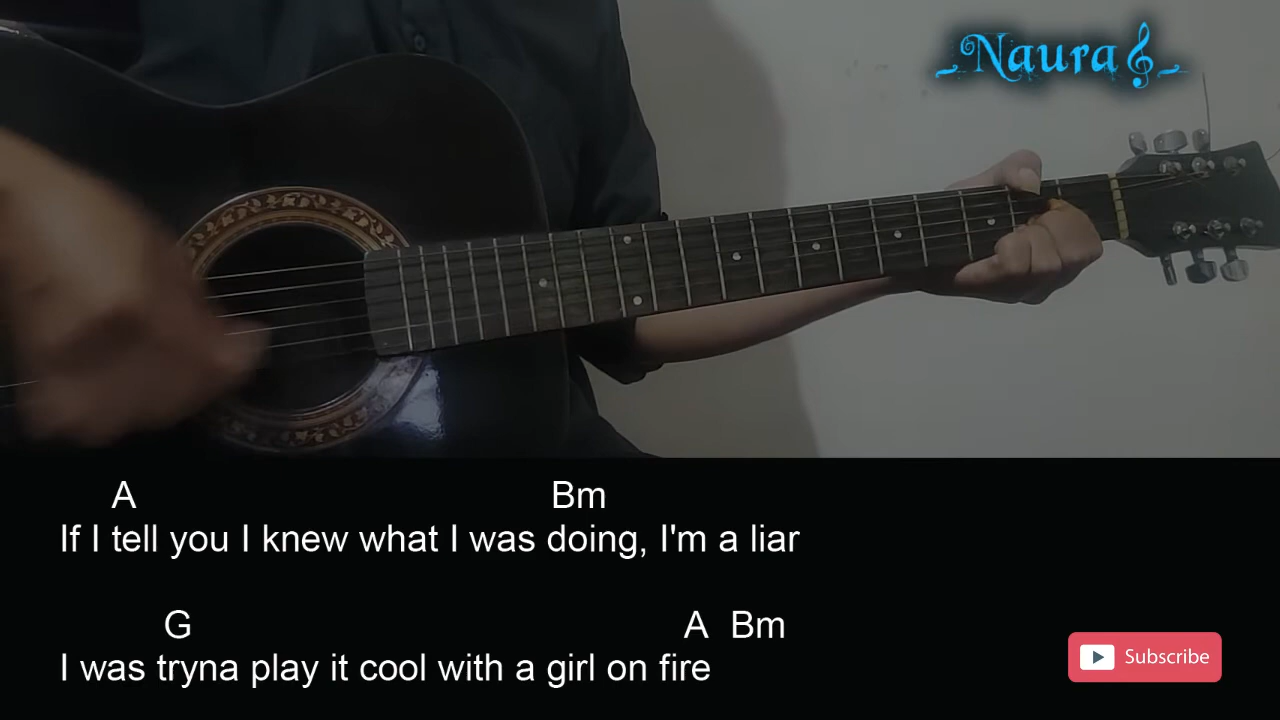 Naura
A Bm
If I tell you I knew what I was doing, I'm a liar
G A Bm
I was tryna play it cool with a girl on fire
Subscribe